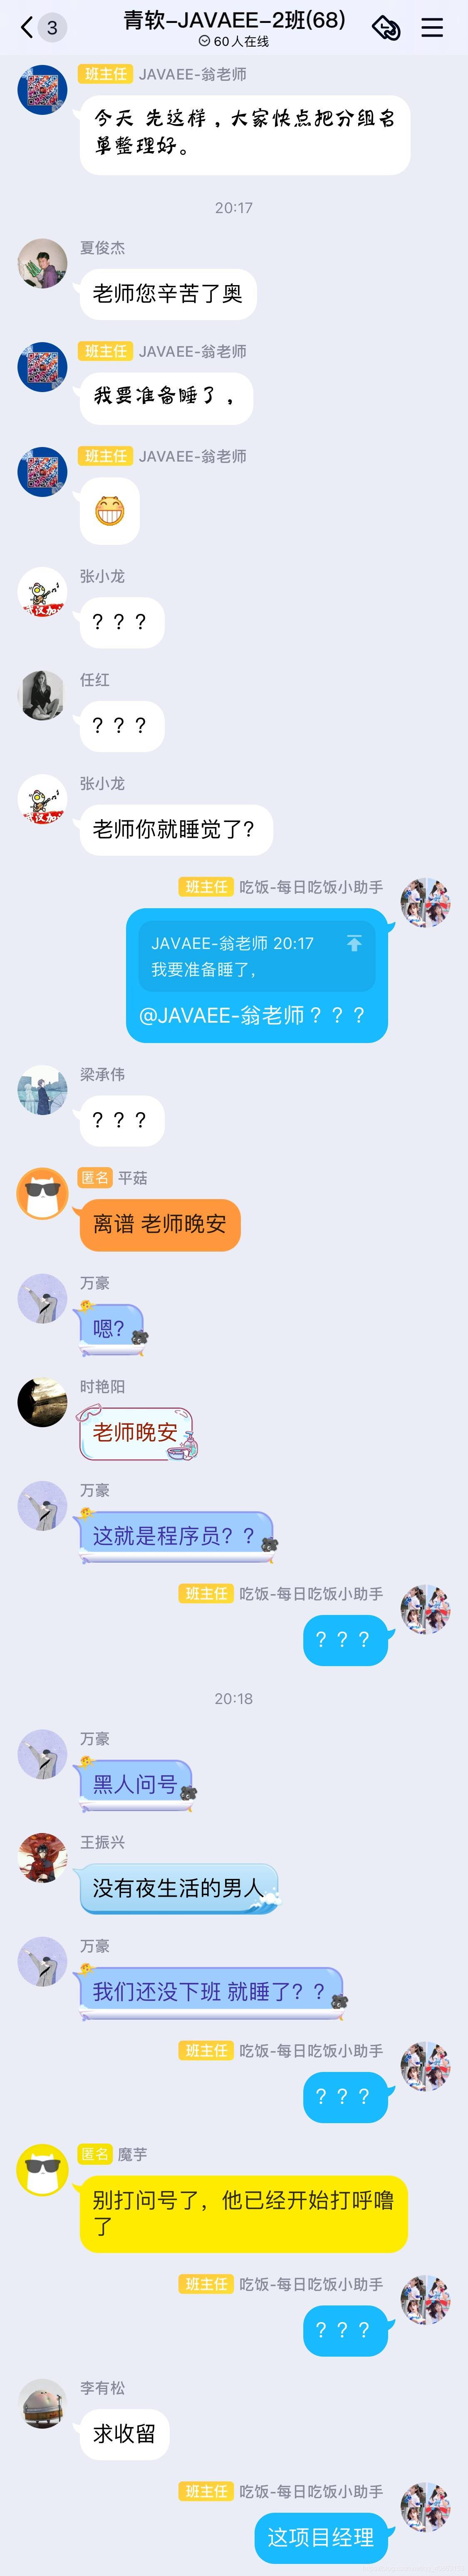 3
青软-JAVAEE-2班(68)
60人在线
班主任 JAVAEE-翁老师
今天 先这样，大家快点把分组名
单整理好。
20:17
夏俊杰
老师您辛苦了奥
班主任 JAVAEE-翁老师
我要准备睡了，
班主任 JAVAEE-翁老师
张小龙
？？？
任红
？？？
张小龙
老师你就睡觉了？
班主任 吃饭-每日吃饭小助手
JAVAEE-翁老师 20:17
我要准备睡了，
@JAVAEE-翁老师？？？
梁承伟
？？？
匿名 平菇
离谱 老师晚安
万豪
嗯？
时艳阳
老师晚安
万豪
这就是程序员？？
班主任 吃饭-每日吃饭小助手
？？？
20:18
万豪
黑人问号
王振兴
没有夜生活的男人
万豪
我们还没下班 就睡了？？
班主任 吃饭-每日吃饭小助手
？？？
匿名 魔芋
别打问号了，他已经开始打呼噜
了
班主任 吃饭-每日吃饭小助手
？？？
李有松
求收留
班主任 吃饭-每日吃饭小助手
这项目经理